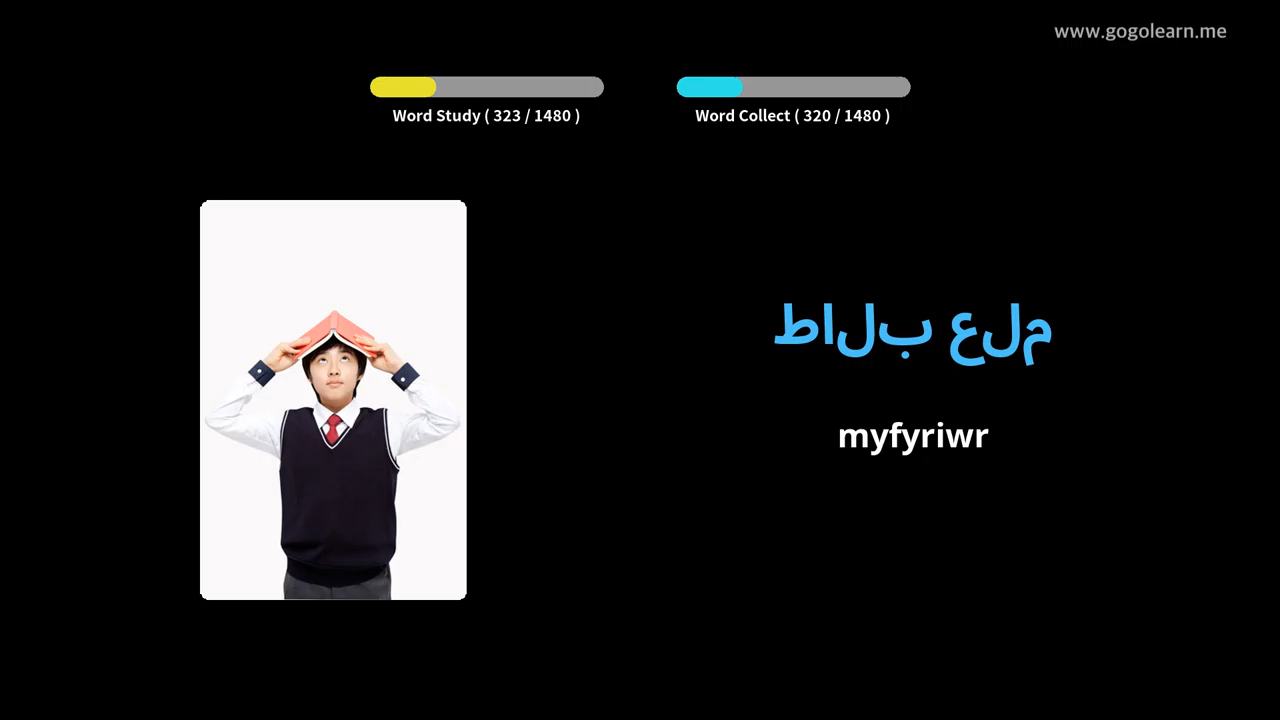 www.gogolearn.me
Word Study ( 323 / 1480 )
Word Collect ( 320 / 1480 )
طالب علم
myfyriwr